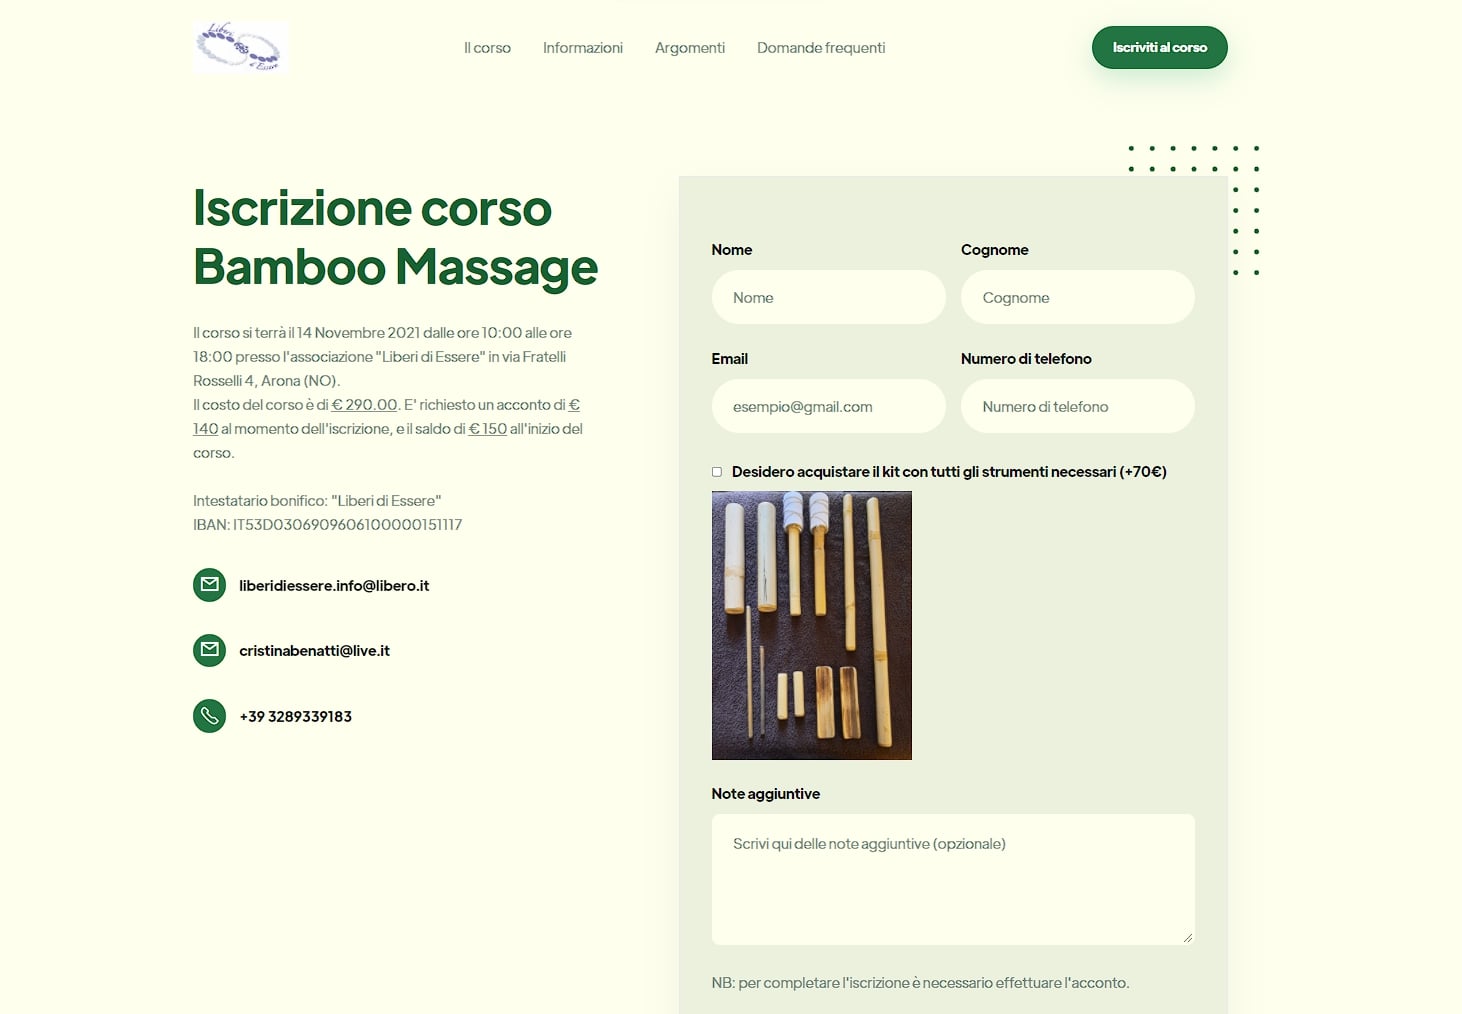 Liberi
di Essere
Il corso
Informazioni
Argomenti
Domande frequenti
Iscriviti al corso
Iscrizione corso
Bamboo Massage
Il corso si terrà il 14 Novembre 2021 dalle ore 10:00 alle ore
18:00 presso l'associazione "Liberi di Essere" in via Fratelli
Rosselli 4, Arona (NO).
Il costo del corso è di € 290.00. E' richiesto un acconto di €
140 al momento dell'iscrizione, e il saldo di € 150 all'inizio del
corso.
Intestatario bonifico: "Liberi di Essere"
IBAN: IT53D0306909606100000151117
liberidiessere.info@libero.it
cristinabenatti@live.it
+39 3289339183
Nome
Cognome
Nome
Cognome
Email
Numero di telefono
esempio@gmail.com
Numero di telefono
Desidero acquistare il kit con tutti gli strumenti necessari (+70€)
Note aggiuntive
Scrivi qui delle note aggiuntive (opzionale)
NB: per completare l'iscrizione è necessario effettuare l'acconto.